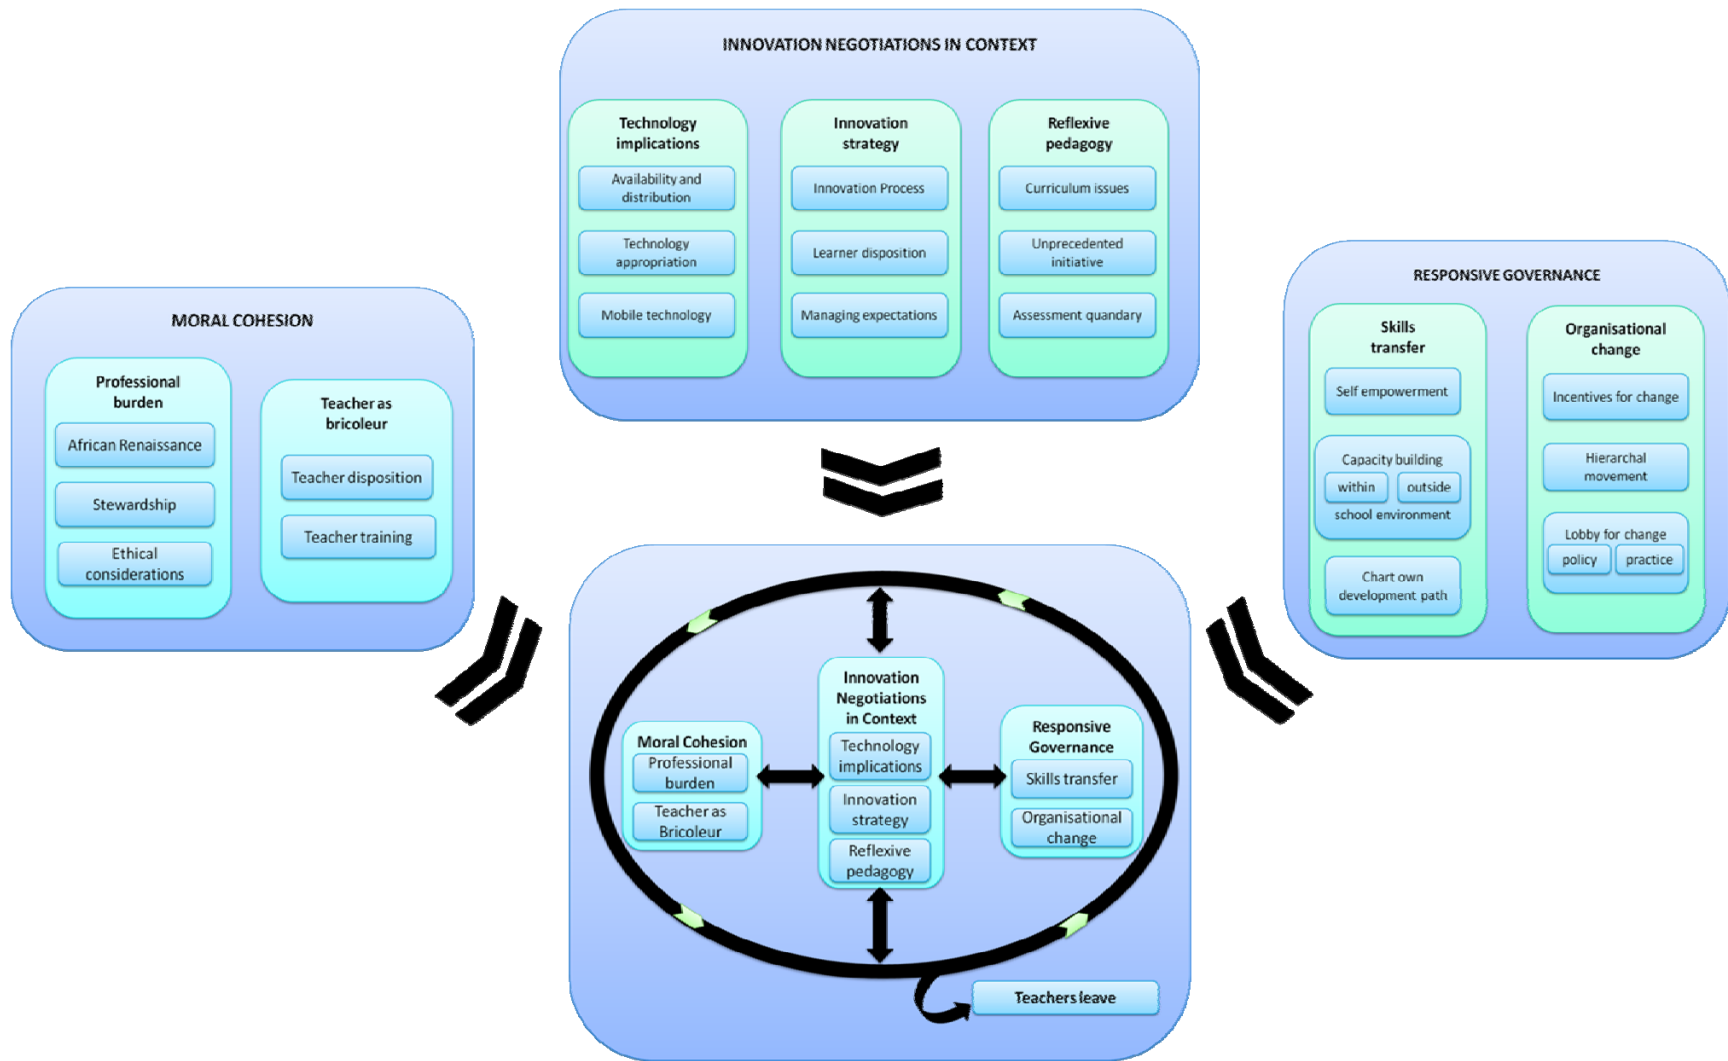 INNOVATION NEGOTIATIONS IN CONTEXT
Technology
implications
Availability and
distribution
Technology
appropriation
Mobile technology
Innovation
strategy
Innovation Process
Learner disposition
Managing expectations
Reflexive
pedagogy
Curriculum issues
Unprecedented
initiative
Assessment quandary
MORAL COHESION
Professional
burden
African Renaissance
Stewardship
Ethical
considerations
Teacher as
bricoleur
Teacher disposition
Teacher training
RESPONSIVE GOVERNANCE
Skills
transfer
Self empowerment
Capacity building
within outside
school environment
Chart own
development path
Organisational
change
Incentives for change
Hierarchal
movement
Lobby for change
policy practice
Moral Cohesion
Professional
burden
Teacher as
Bricoleur
Innovation
Negotiations
in Context
Technology
implications
Innovation
strategy
Reflexive
pedagogy
Responsive
Governance
Skills transfer
Organisational
change
Teachers leave